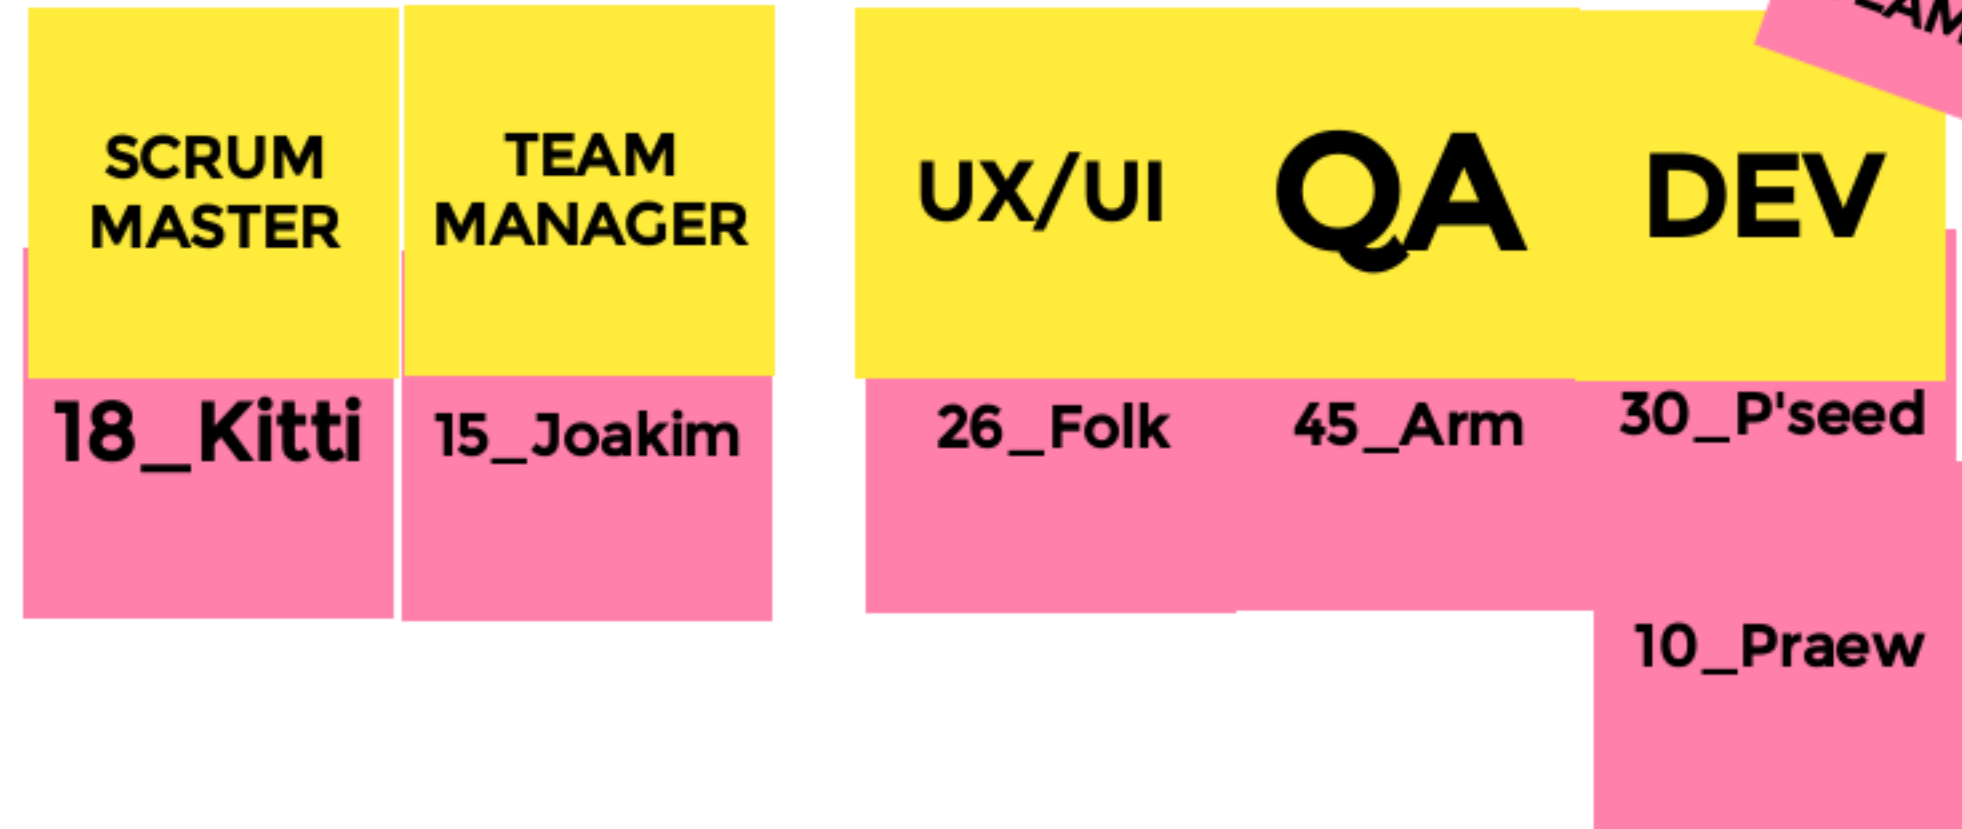 SCRUM
MASTER
TEAM
MANAGER
UX/UI
QA
DEV
18_Kitti
15_Joakim
26_Folk
45_Arm
30_P'seed
10_Praew